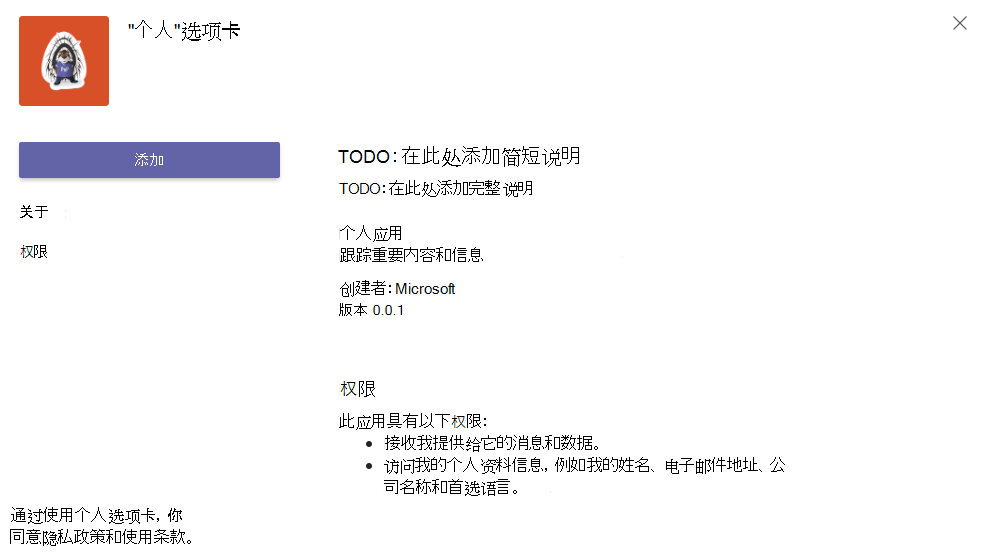 "个人"选项卡
添加
关于
权限
TODO：在此处添加简短说明
TODO：在此处添加完整说明
个人应用
跟踪重要内容和信息
创建者：Microsoft
版本 0.0.1
权限
此应用具有以下权限：
接收我提供给它的消息和数据。
访问我的个人资料信息，例如我的姓名、电子邮件地址、公
司名称和首选语言。
通过使用个人选项卡，你
同意隐私政策和使用条款。